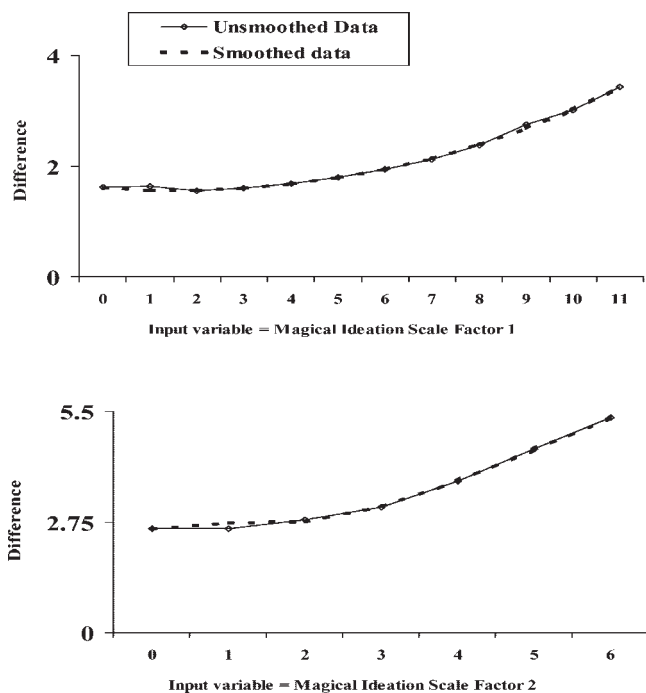 Unsmoothed Data
Smoothed data
4
2
0
Difference
0 1 2 3 4 5 6 7 8 9 10 11
Input variable = Magical Ideation Scale Factor 1
5.5
2.75
0
Difference
0 1 2 3 4 5 6
Input variable = Magical Ideation Scale Factor 2